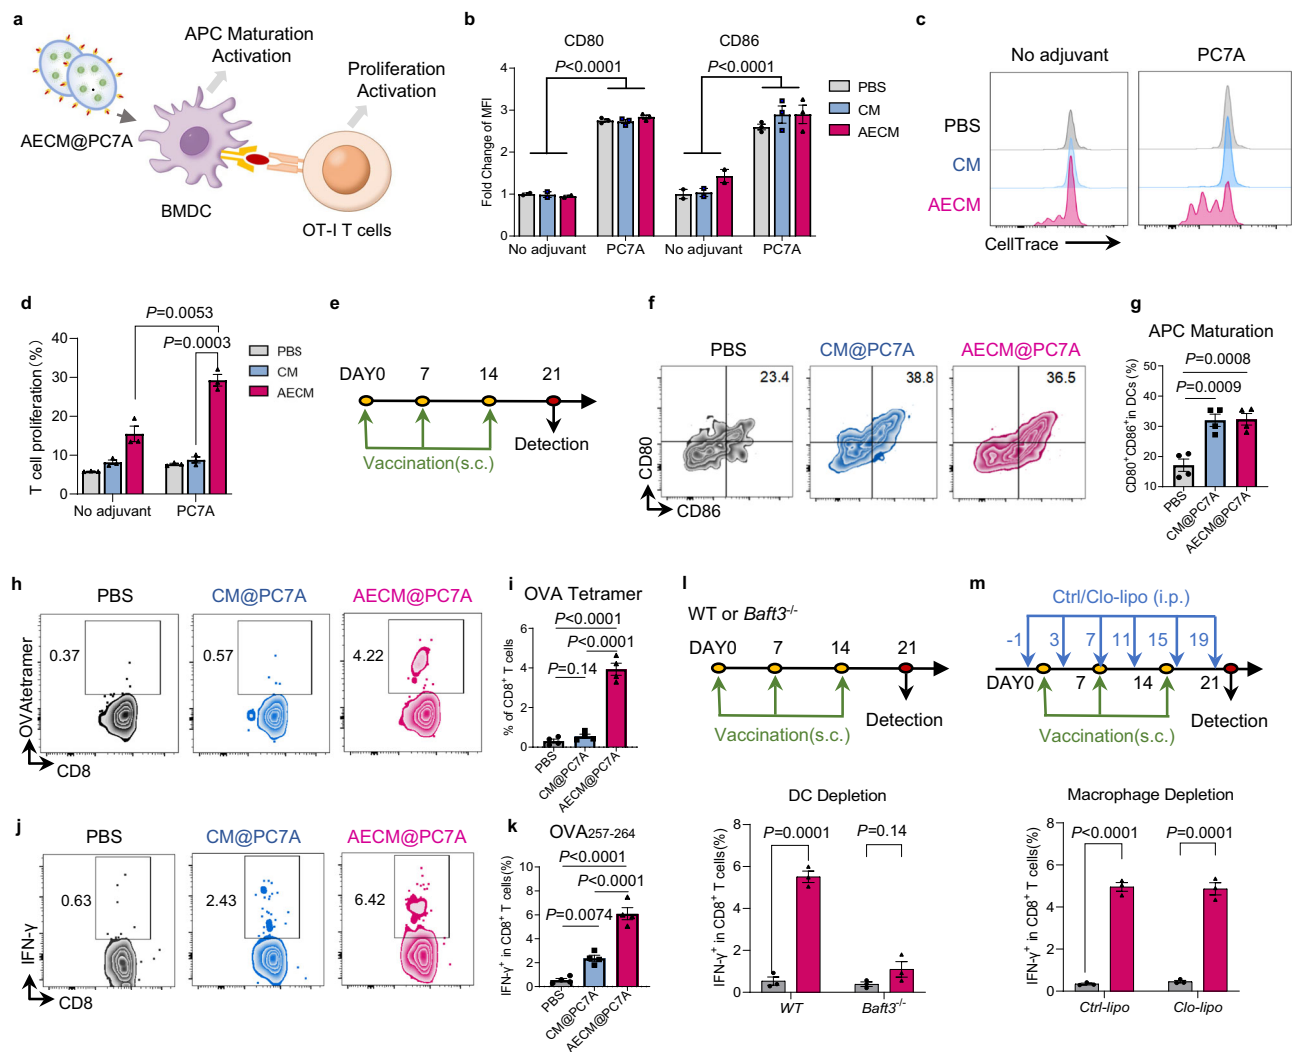 a
APC Maturation
Activation
Proliferation
Activation
AECM@PC7A
BMDC
OT-I T cells
b
CD80
CD86
P<0.0001
P<0.0001
Fold Change of MFI
4
3
2
1
0
No adjuvant
PC7A
No adjuvant
PC7A
PBS
CM
AECM
c
No adjuvant
PC7A
PBS
CM
AECM
CellTrace
d
P=0.0053
P=0.0003
T cell proliferation(%)
40
30
20
10
0
No adjuvant
PC7A
PBS
CM
AECM
e
DAY0
7
14
21
Detection
Vaccination(s.c.)
f
PBS
CM@PC7A
AECM@PC7A
23.4
38.8
36.5
CD80
CD86
g
APC Maturation
P=0.0008
P=0.0009
CD80⁺CD86⁺in DCs (%)
50
40
30
20
10
PBS
CM@PC7A
AECM@PC7A
h
PBS
CM@PC7A
AECM@PC7A
0.37
0.57
4.22
OVAtetramer
CD8
i
OVA Tetramer
P<0.0001
P<0.0001
P=0.14
% of CD8⁺ T cells
6
4
2
0
PBS
CM@PC7A
AECM@PC7A
j
PBS
CM@PC7A
AECM@PC7A
0.63
2.43
6.42
IFN-γ
CD8
k
OVA₂₅₇₋₂₆₄
P<0.0001
P<0.0001
P=0.0074
IFN-γ⁺ in CD8⁺ T cells(%)
10
8
6
4
2
0
PBS
CM@PC7A
AECM@PC7A
l
WT or Baft3⁻/⁻
DAY0
7
14
21
Detection
Vaccination(s.c.)
DC Depletion
P=0.0001
P=0.14
IFN-γ⁺ in CD8⁺ T cells(%)
8
6
4
2
0
WT
Baft3⁻/⁻
m
Ctrl/Clo-lipo (i.p.)
-1
3
7
11
15
19
DAY0
7
14
21
Detection
Vaccination(s.c.)
Macrophage Depletion
P<0.0001
P<0.0001
IFN-γ⁺ in CD8⁺ T cells(%)
8
6
4
2
0
Ctrl-lipo
Clo-lipo